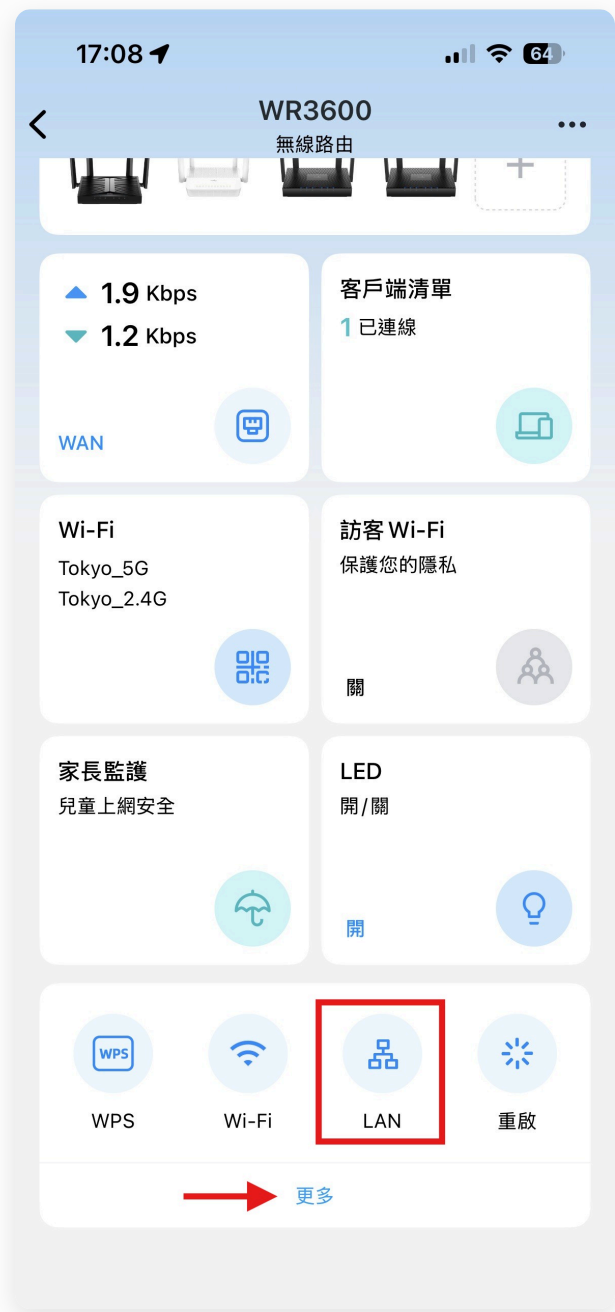 17:08
64
WR3600
無線路由
1.9 Kbps
1.2 Kbps
WAN
客戶端清單
1 已連線
Wi-Fi
Tokyo_5G
Tokyo_2.4G
訪客 Wi-Fi
保護您的隱私
關
家長監護
兒童上網安全
LED
開/關
開
WPS
WPS
Wi-Fi
LAN
重啟
更多